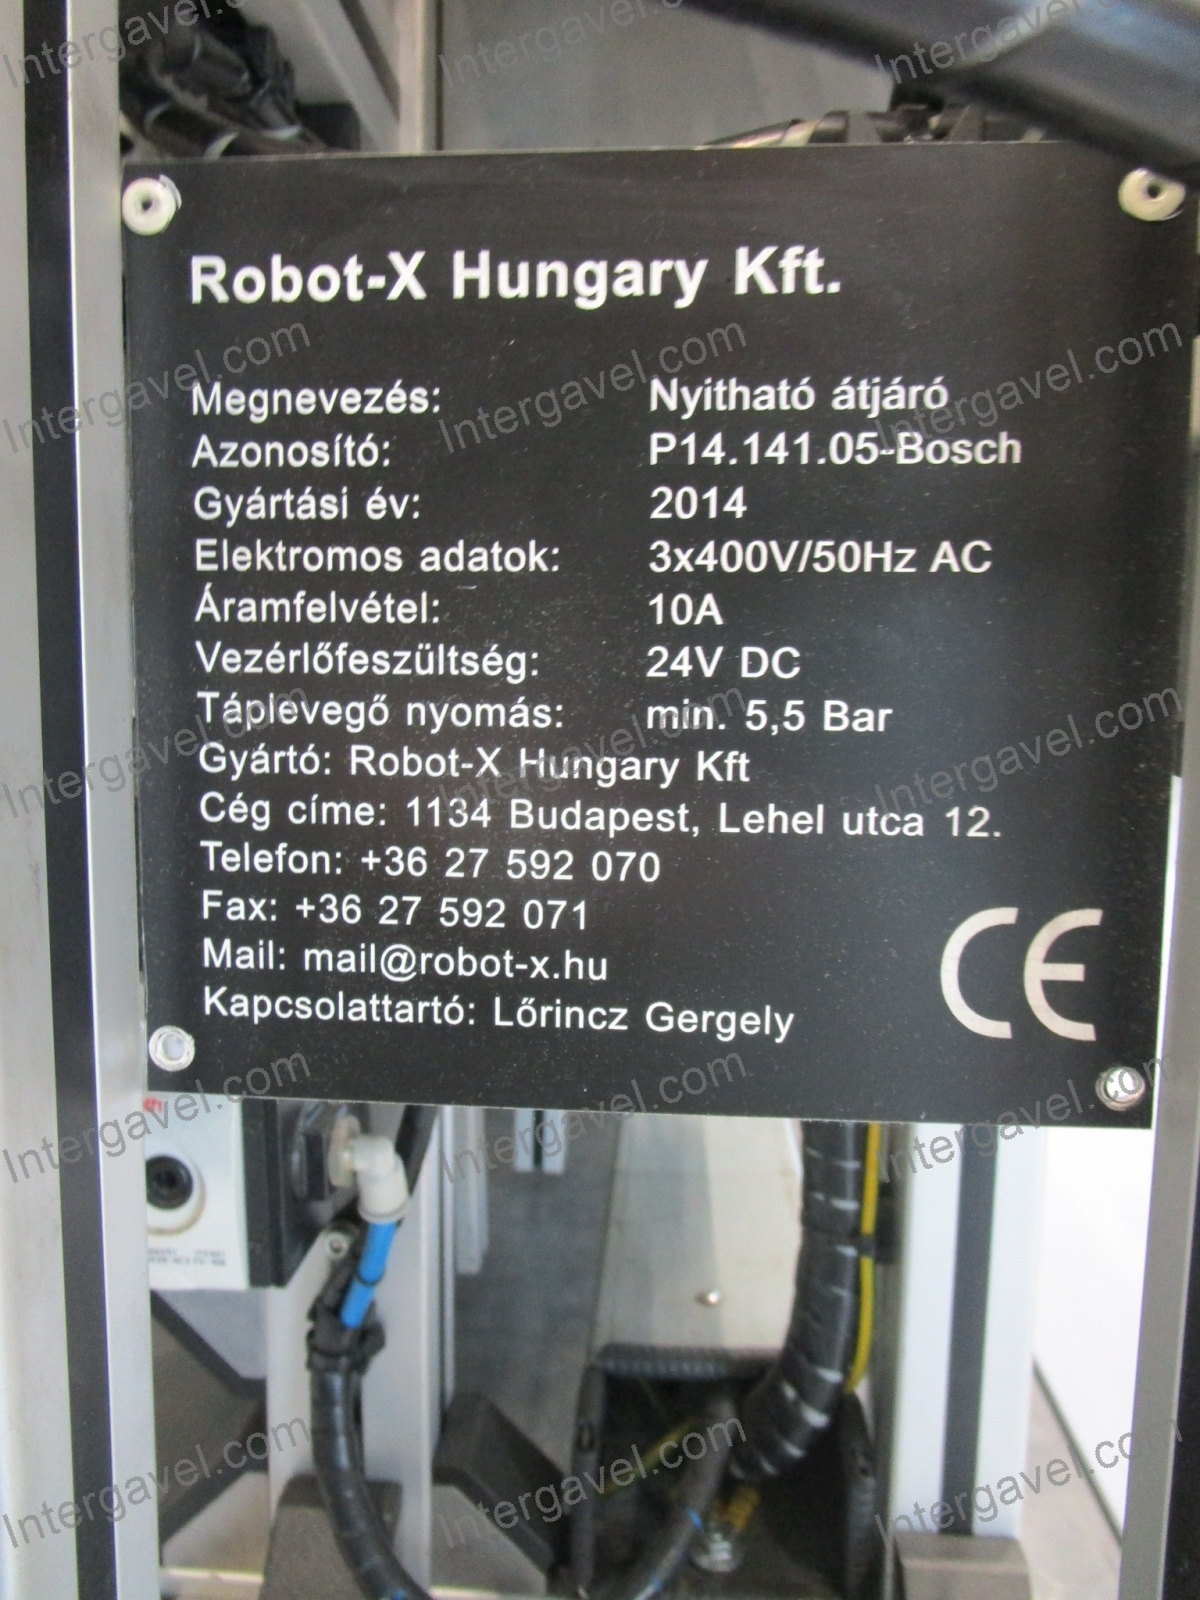 Robot-X Hungary Kft.
Megnevezés: Nyitható átjáró
Azonosító: P14.141.05-Bosch
Gyártási év: 2014
Elektromos adatok: 3x400V/50Hz AC
Áramfelvétel: 10A
Vezérlőfeszültség: 24V DC
Táplevegő nyomás: min. 5,5 Bar
Gyártó: Robot-X Hungary Kft
Cég címe: 1134 Budapest, Lehel utca 12.
Telefon: +36 27 592 070
Fax: +36 27 592 071
Mail: mail@robot-x.hu
Kapcsolattartó: Lőrincz Gergely
CE
Intergavel.com